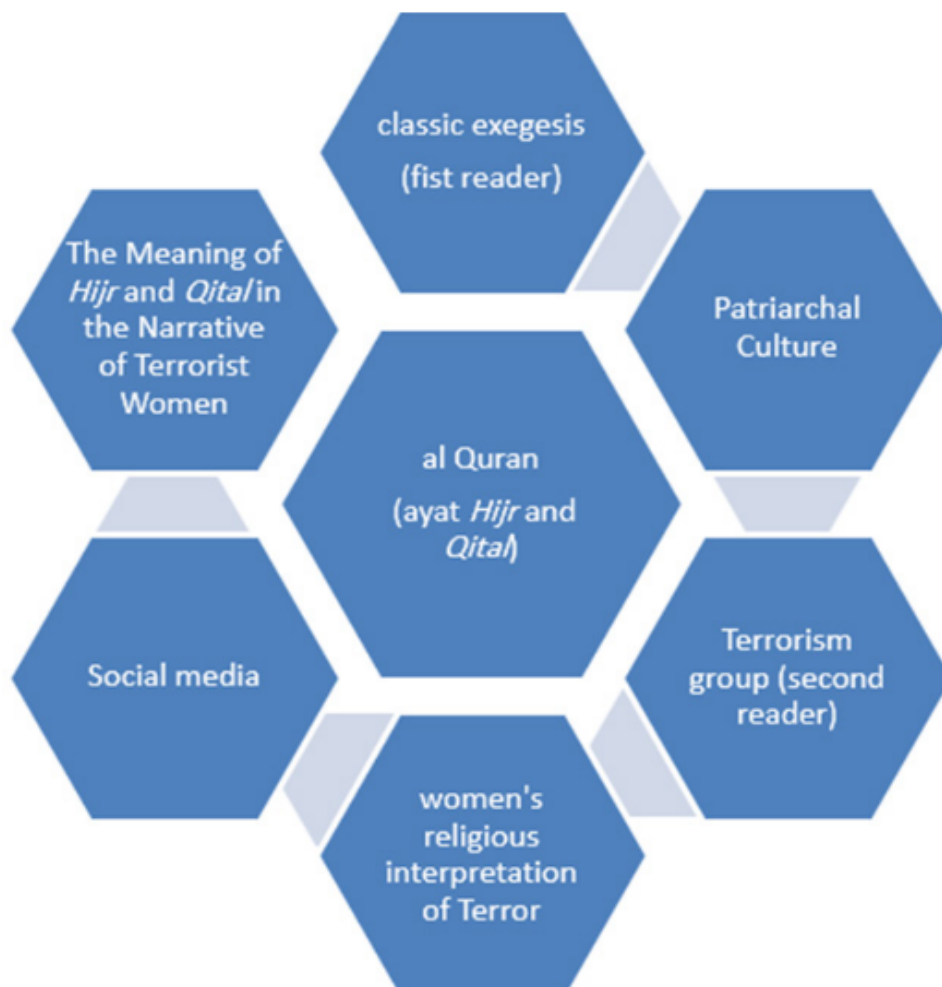 classic exegesis
(fist reader)
The Meaning of
Hijr and Qital in
the Narrative
of Terrorist
Women
Patriarchal
Culture
al Quran
(ayat Hijr and
Qital)
Social media
Terrorism
group (second
reader)
women's
religious
interpretation
of Terror